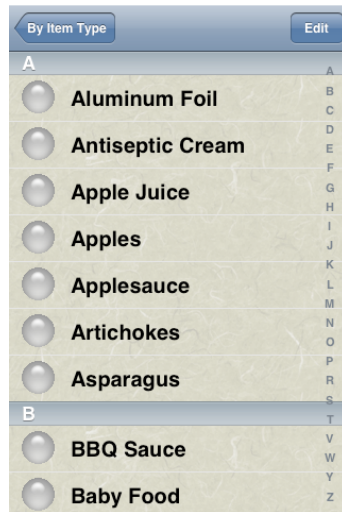 By Item Type Edit
A
Aluminum Foil
Antiseptic Cream
Apple Juice
Apples
Applesauce
Artichokes
Asparagus
B
BBQ Sauce
Baby Food
A
B
C
D
E
F
G
H
I
J
K
L
M
N
O
P
R
S
T
V
W
Y
Z